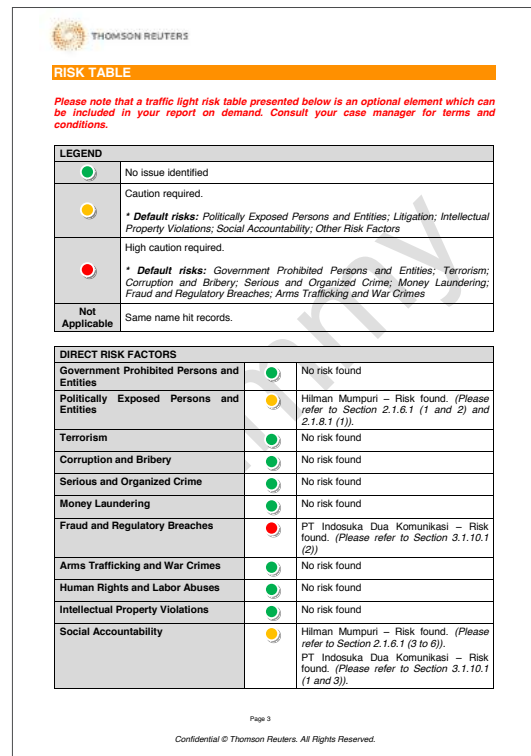 THOMSON REUTERS
RISK TABLE
Please note that a traffic light risk table presented below is an optional element which can
be included in your report on demand. Consult your case manager for terms and
conditions.
LEGEND
No issue identified
Caution required.
* Default risks: Politically Exposed Persons and Entities; Litigation; Intellectual
Property Violations; Social Accountability; Other Risk Factors
High caution required.
* Default risks: Government Prohibited Persons and Entities; Terrorism;
Corruption and Bribery; Serious and Organized Crime; Money Laundering;
Fraud and Regulatory Breaches; Arms Trafficking and War Crimes
Not
Applicable
Same name hit records.
DIRECT RISK FACTORS
Government Prohibited Persons and
Entities
No risk found
Politically Exposed Persons and
Entities
Hilman Mumpuri – Risk found. (Please
refer to Section 2.1.6.1 (1 and 2) and
2.1.8.1 (1)).
Terrorism
No risk found
Corruption and Bribery
No risk found
Serious and Organized Crime
No risk found
Money Laundering
No risk found
Fraud and Regulatory Breaches
PT Indosuka Dua Komunikasi – Risk
found. (Please refer to Section 3.1.10.1
(2))
Arms Trafficking and War Crimes
No risk found
Human Rights and Labor Abuses
No risk found
Intellectual Property Violations
No risk found
Social Accountability
Hilman Mumpuri – Risk found. (Please
refer to Section 2.1.6.1 (3 to 6)).
PT Indosuka Dua Komunikasi – Risk
found. (Please refer to Section 3.1.10.1
(1 and 3)).
Page 3
Confidential © Thomson Reuters. All Rights Reserved.